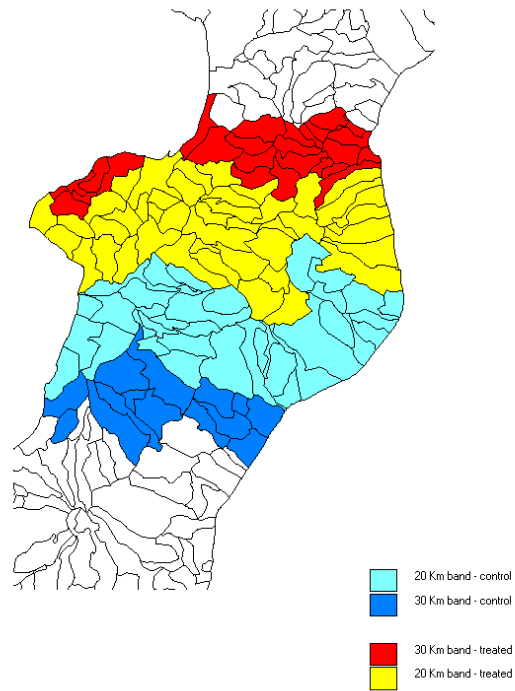 20 Km band - control
30 Km band - control
30 Km band - treated
20 Km band - treated